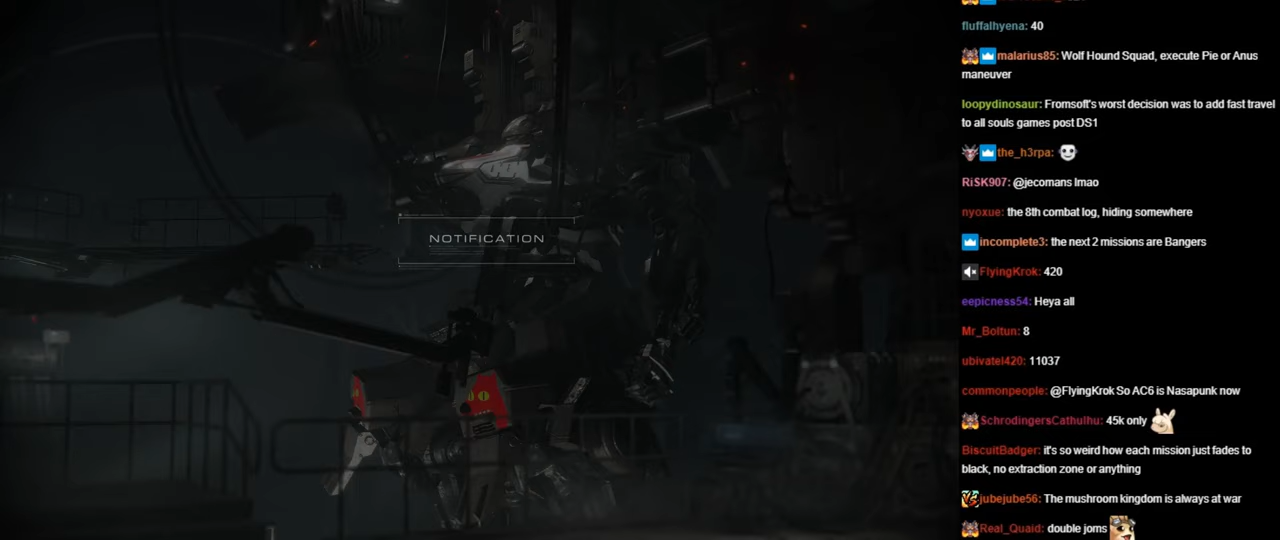 NOTIFICATION
fluffalhyena: 40
malarius85: Wolf Hound Squad, execute Pie or Anus
maneuver
loopydinosaur: Fromsoft's worst decision was to add fast travel
to all souls games post DS1
the_h3rpa:
RiSK907: @jecomans lmao
nyoxue: the 8th combat log, hiding somewhere
incomplete3: the next 2 missions are Bangers
FlyingKrok: 420
eepicness54: Heya all
Mr_Boltun: 8
ubivatel420: 11037
commonpeople: @FlyingKrok So AC6 is Nasapunk now
SchrodingersCathulhu: 45k only
BiscuitBadger: it's so weird how each mission just fades to
black, no extraction zone or anything
jubejube56: The mushroom kingdom is always at war
Real_Quaid: double joms